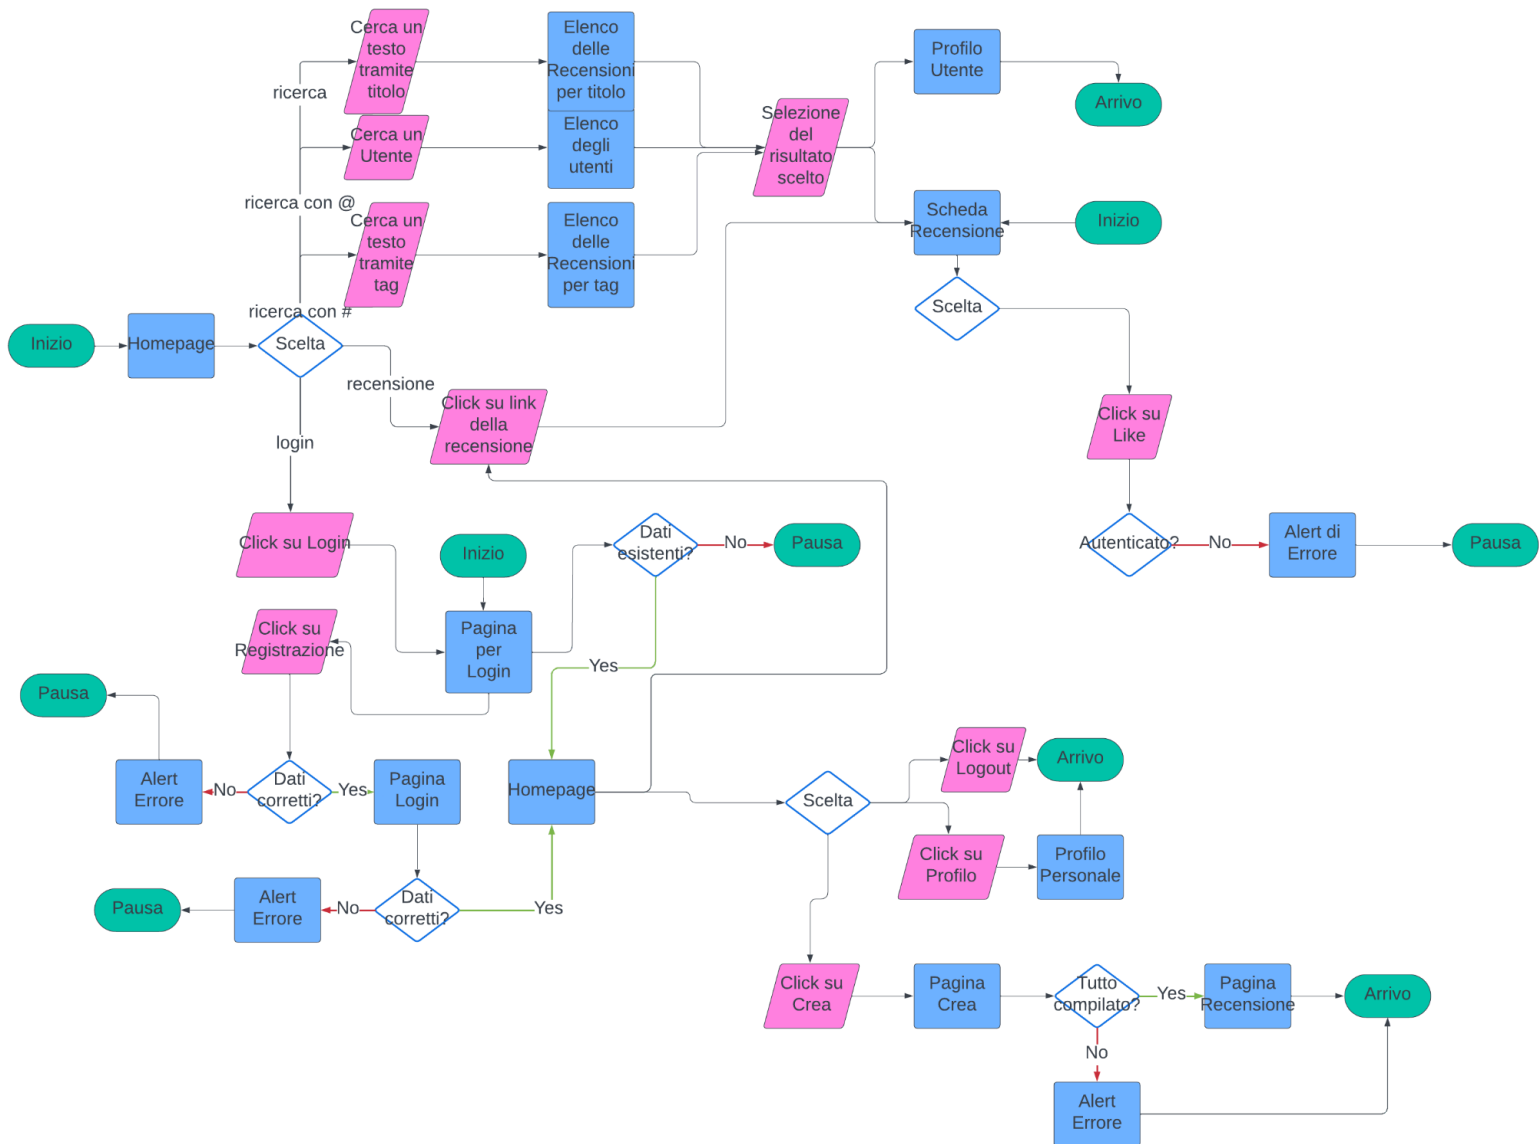 Cerca un
testo
tramite
titolo
Elenco
delle
Recensioni
per titolo
Profilo
Utente
Arrivo
ricerca
Cerca un
Utente
Elenco
degli
utenti
Selezione
del
risultato
scelto
ricerca con @
Cerca un
testo
tramite
tag
Elenco
delle
Recensioni
per tag
Scheda
Recensione
Inizio
ricerca con #
Scelta
Inizio
Homepage
Scelta
recensione
Click su link
della
recensione
Click su
Like
login
Click su Login
Inizio
Dati
esistenti?
No
Pausa
Autenticato?
No
Alert di
Errore
Pausa
Click su
Registrazione
Pagina
per
Login
Yes
Pausa
Alert
Errore
No
Dati
corretti?
Yes
Pagina
Login
Homepage
Scelta
Click su
Logout
Arrivo
Click su
Profilo
Profilo
Personale
Pausa
Alert
Errore
No
Dati
corretti?
Yes
Click su
Crea
Pagina
Crea
Tutto
compilato?
Yes
Pagina
Recensione
Arrivo
No
Alert
Errore